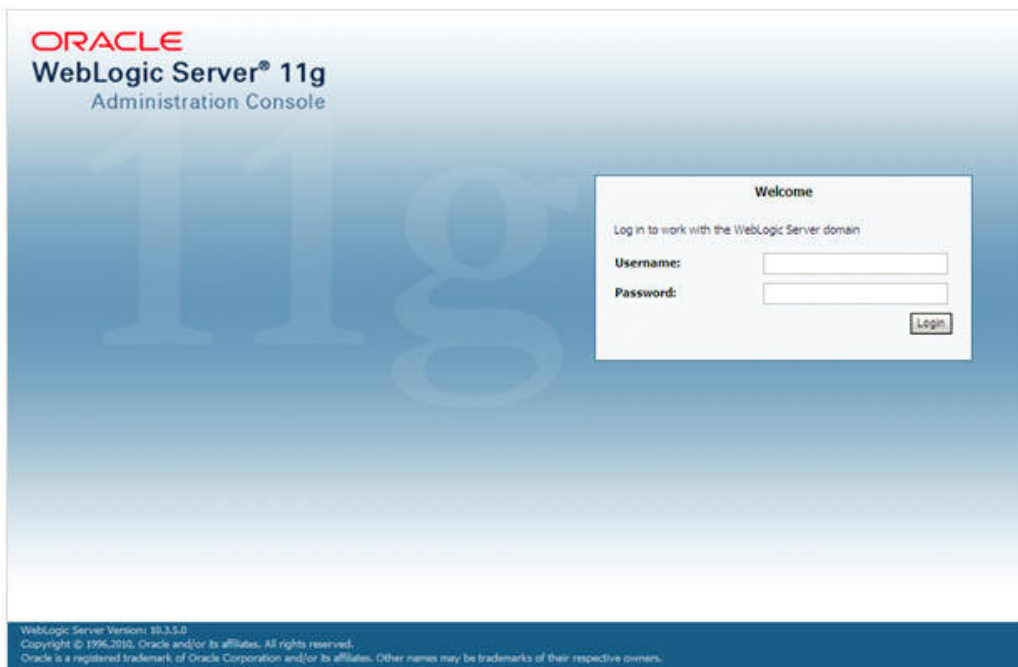 ORACLE
WebLogic Server® 11g
Administration Console
11g
Welcome
Log in to work with the WebLogic Server domain
Username:
Password:
Login
WebLogic Server Version: 10.3.5.0
Copyright © 1996,2010, Oracle and/or its affiliates. All rights reserved.
Oracle is a registered trademark of Oracle Corporation and/or its affiliates. Other names may be trademarks of their respective owners.